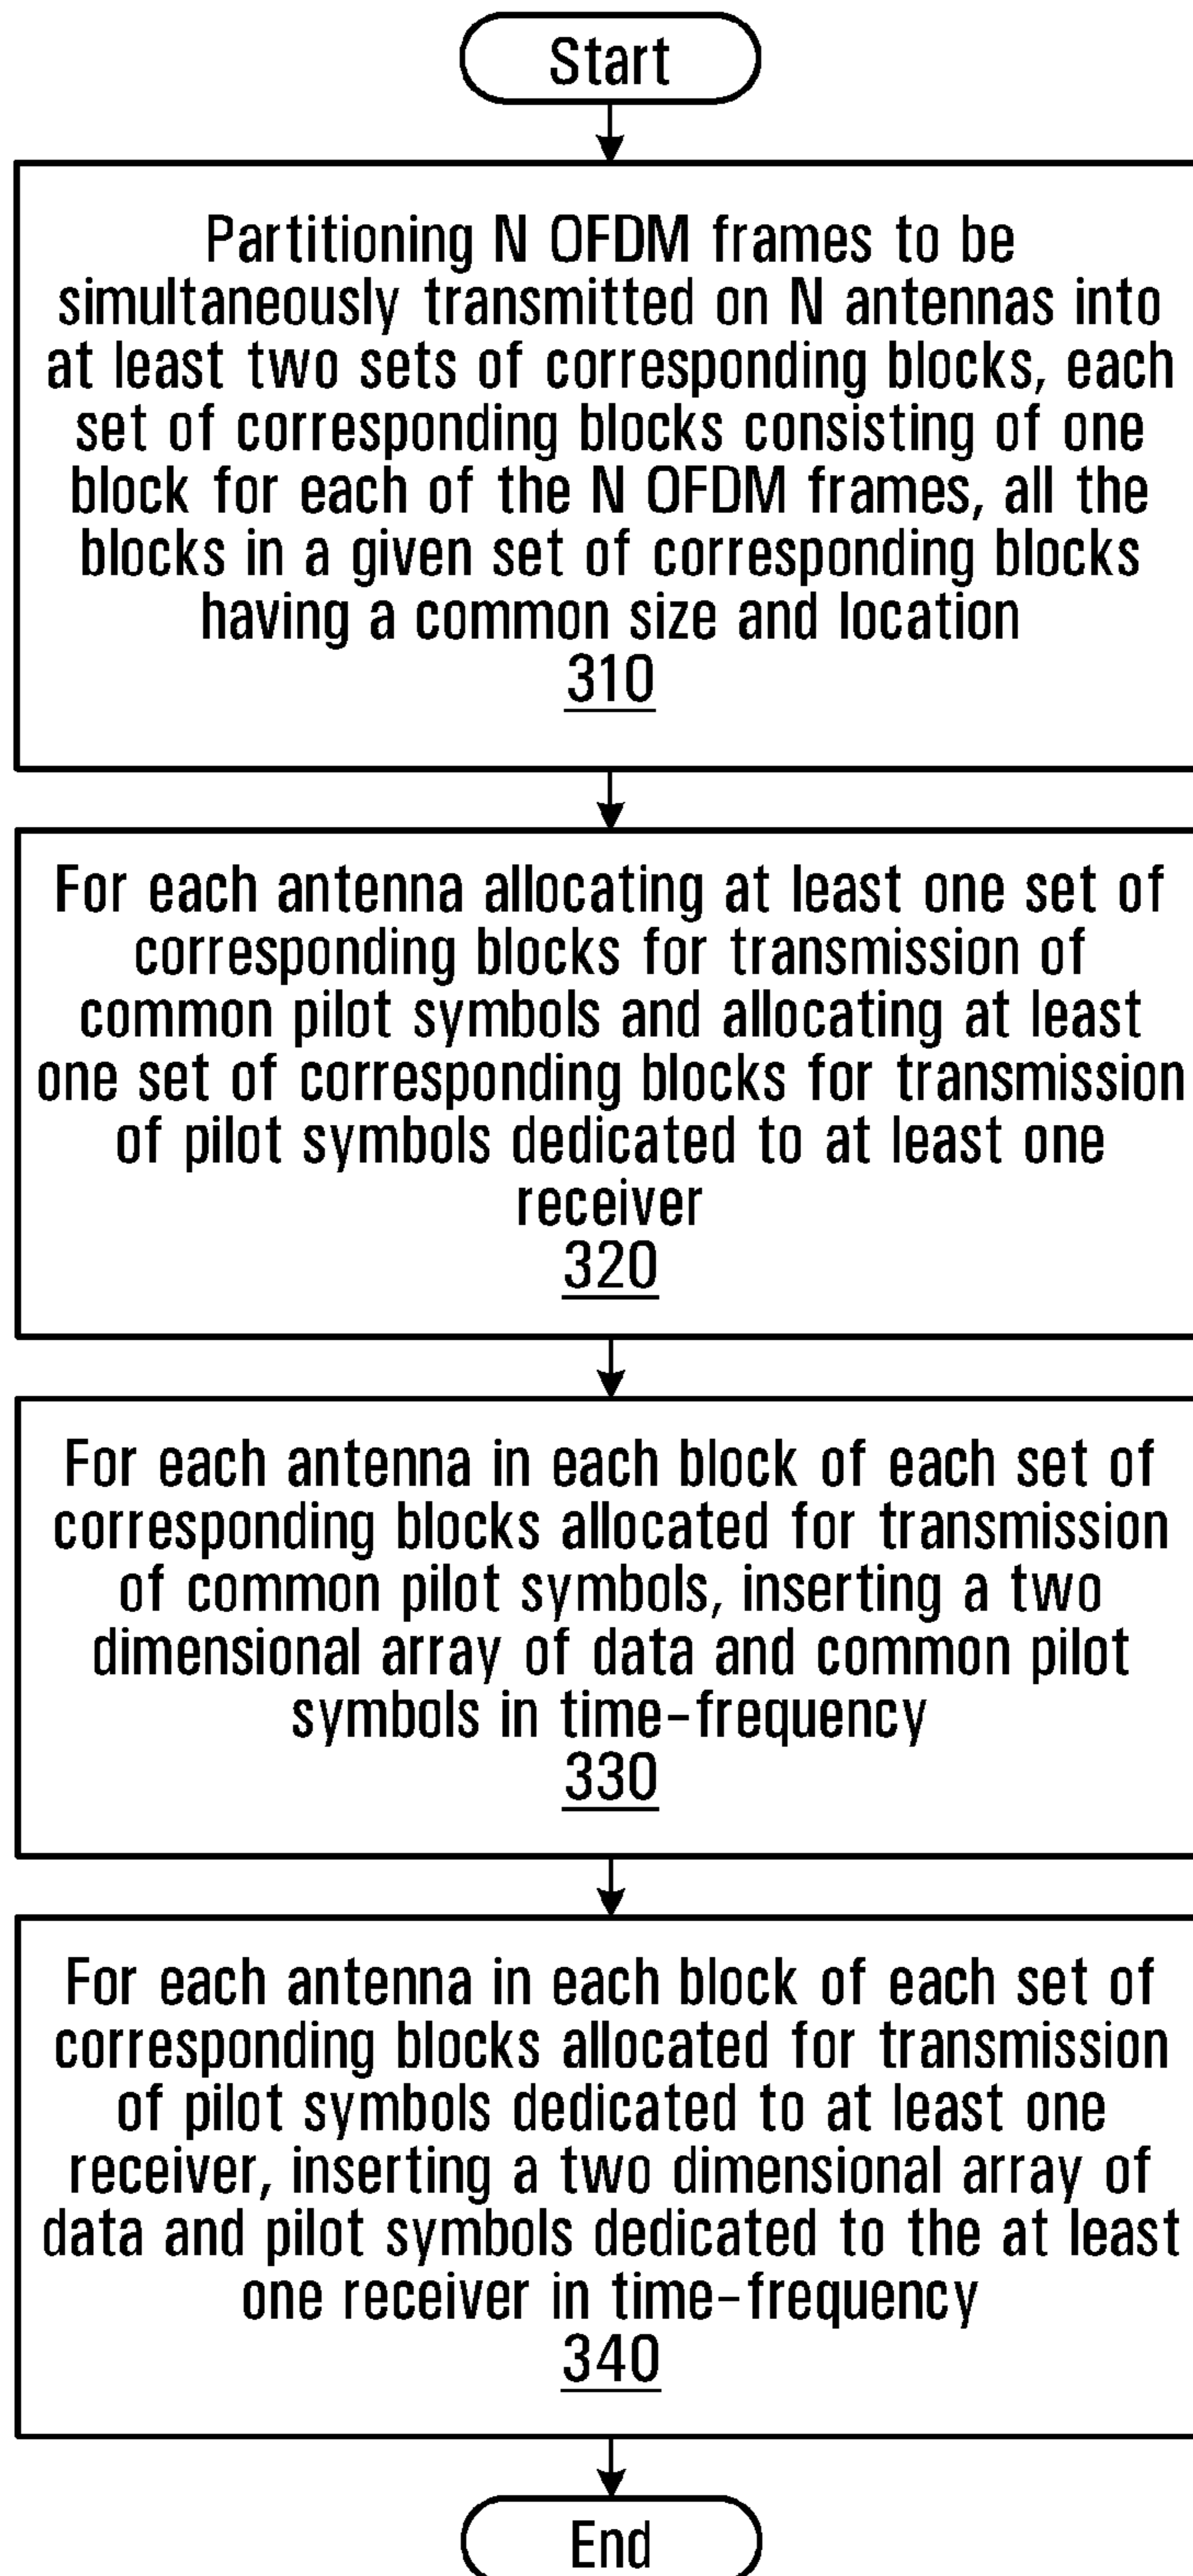 Start
Partitioning N OFDM frames to be
simultaneously transmitted on N antennas into
at least two sets of corresponding blocks, each
set of corresponding blocks consisting of one
block for each of the N OFDM frames, all the
blocks in a given set of corresponding blocks
having a common size and location
310
For each antenna allocating at least one set of
corresponding blocks for transmission of
common pilot symbols and allocating at least
one set of corresponding blocks for transmission
of pilot symbols dedicated to at least one
receiver
320
For each antenna in each block of each set of
corresponding blocks allocated for transmission
of common pilot symbols, inserting a two
dimensional array of data and common pilot
symbols in time-frequency
330
For each antenna in each block of each set of
corresponding blocks allocated for transmission
of pilot symbols dedicated to at least one
receiver, inserting a two dimensional array of
data and pilot symbols dedicated to the at least
one receiver in time-frequency
340
End